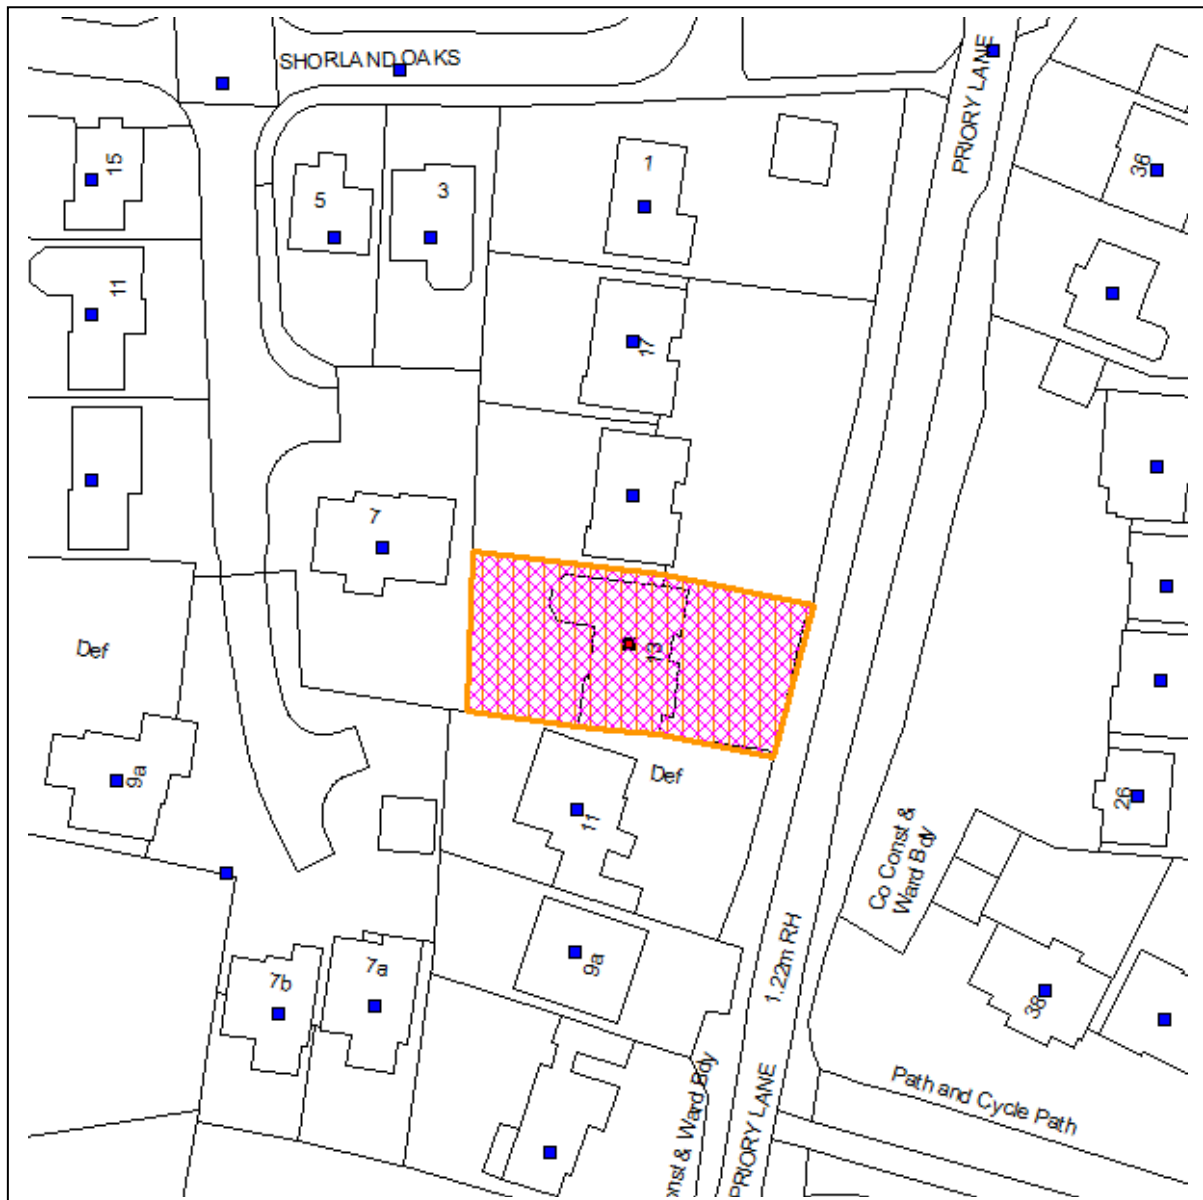 SHORLAND OAKS
PRIORY LANE
15
5
3
1
36
11
17
7
13
Def
Def
9a
11
26
Co Const &
Ward Bdy
9a
7b
7a
1.22m RH
38
Path and Cycle Path
onst & Ward Bdy
PRIORY LANE